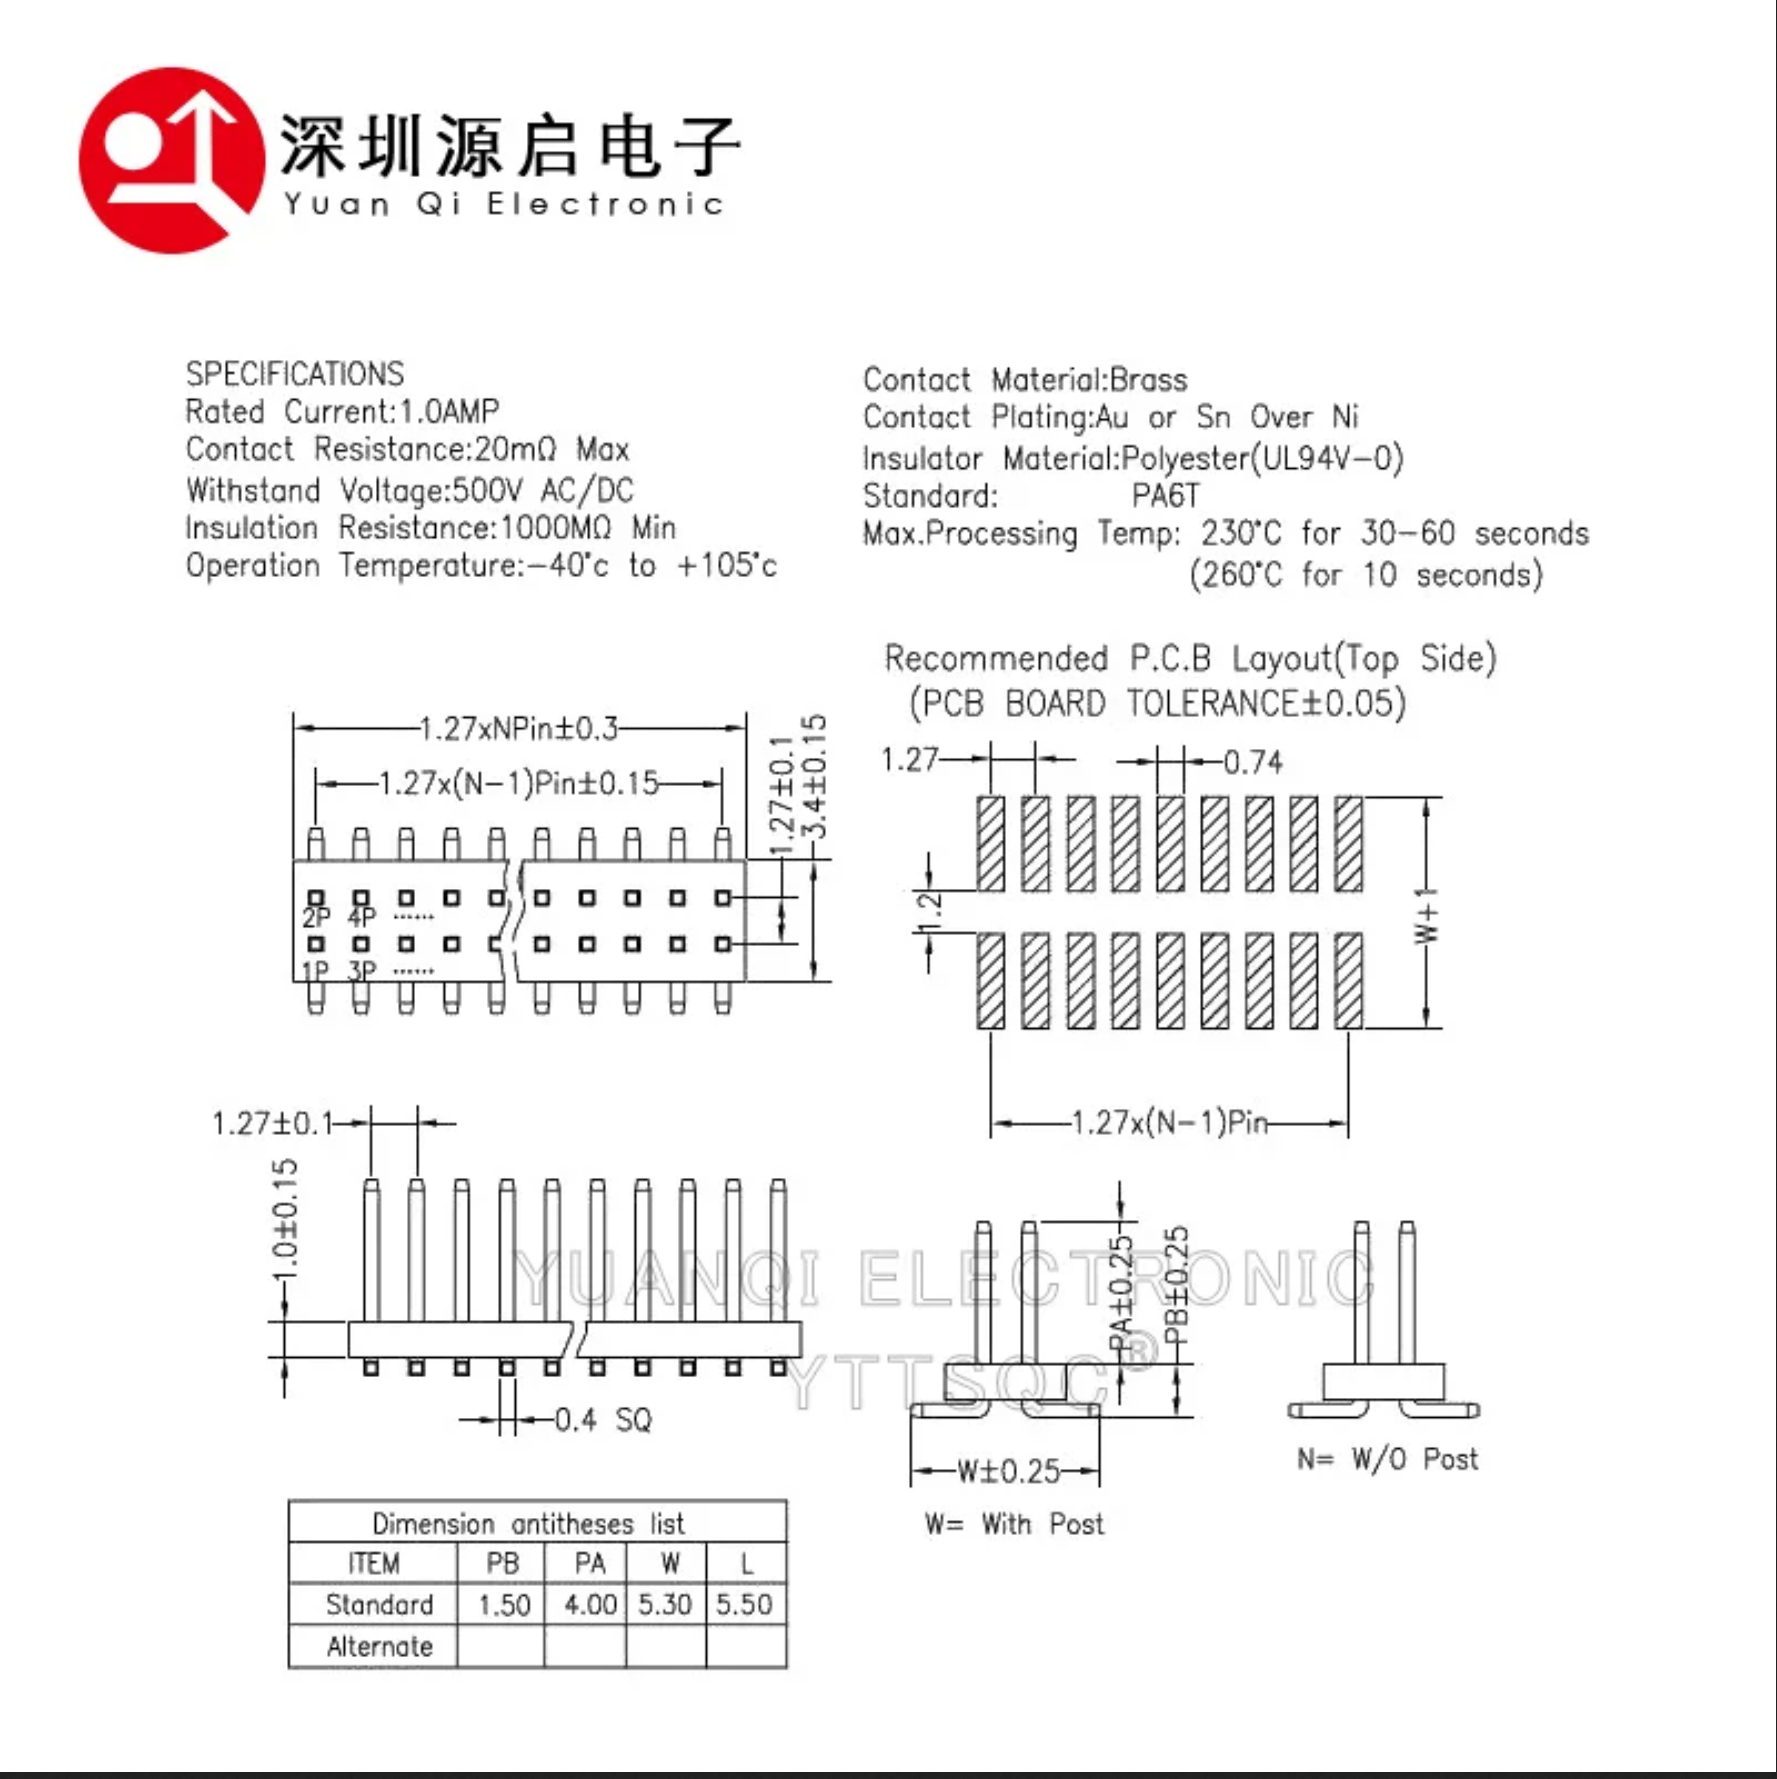 深圳源启电子
Yuan Qi Electronic
SPECIFICATIONS
Rated Current:1.0AMP
Contact Resistance:20mΩ Max
Withstand Voltage:500V AC/DC
Insulation Resistance:1000MΩ Min
Operation Temperature:-40°c to +105°c
Contact Material:Brass
Contact Plating:Au or Sn Over Ni
Insulator Material:Polyester(UL94V-0)
Standard: PA6T
Max.Processing Temp: 230°C for 30-60 seconds
(260°C for 10 seconds)
Recommended P.C.B Layout(Top Side)
(PCB BOARD TOLERANCE±0.05)
1.27xNPin±0.3
1.27x(N-1)Pin±0.15
1.27±0.1
3.4±0.15
2P 4P ......
1P 3P ......
1.27
0.74
1.2
W+1
1.27x(N-1)Pin
1.27±0.1
1.0±0.15
0.4 SQ
YUANQI ELECTRONIC
YTTSQC®
PA±0.25
PB±0.25
W±0.25
W= With Post
N= W/O Post
Dimension antitheses list
ITEM PB PA W L
Standard 1.50 4.00 5.30 5.50
Alternate